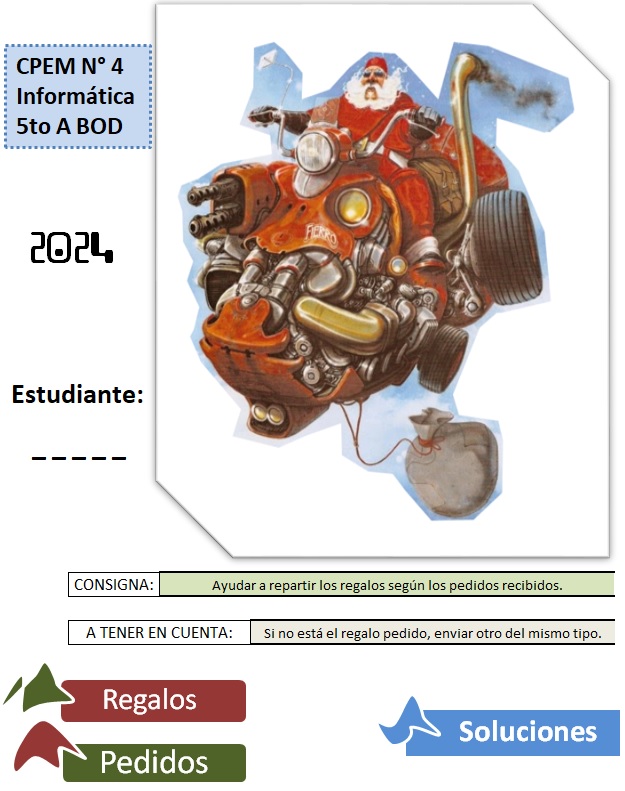 CPEM N° 4
Informática
5to A BOD
2024
Estudiante:
_ _ _ _ _
FIERRO
CONSIGNA: Ayudar a repartir los regalos según los pedidos recibidos.
A TENER EN CUENTA: Si no está el regalo pedido, enviar otro del mismo tipo.
Regalos
Pedidos
Soluciones